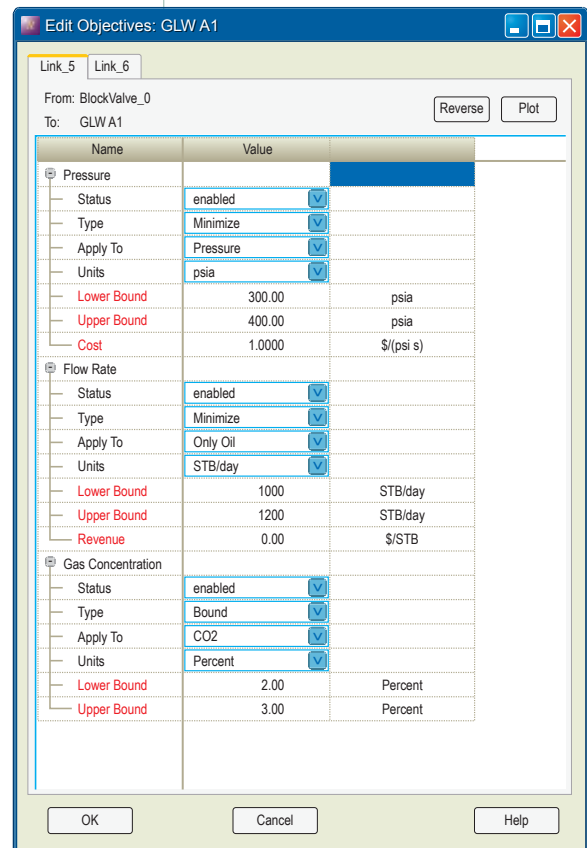 Edit Objectives: GLW A1
Link_5 Link_6
From: BlockValve_0
To: GLW A1
Reverse Plot
Name Value
Pressure
Status enabled
Type Minimize
Apply To Pressure
Units psia
Lower Bound 300.00 psia
Upper Bound 400.00 psia
Cost 1.0000 $/(psi s)
Flow Rate
Status enabled
Type Minimize
Apply To Only Oil
Units STB/day
Lower Bound 1000 STB/day
Upper Bound 1200 STB/day
Revenue 0.00 $/STB
Gas Concentration
Status enabled
Type Bound
Apply To CO2
Units Percent
Lower Bound 2.00 Percent
Upper Bound 3.00 Percent
OK Cancel Help